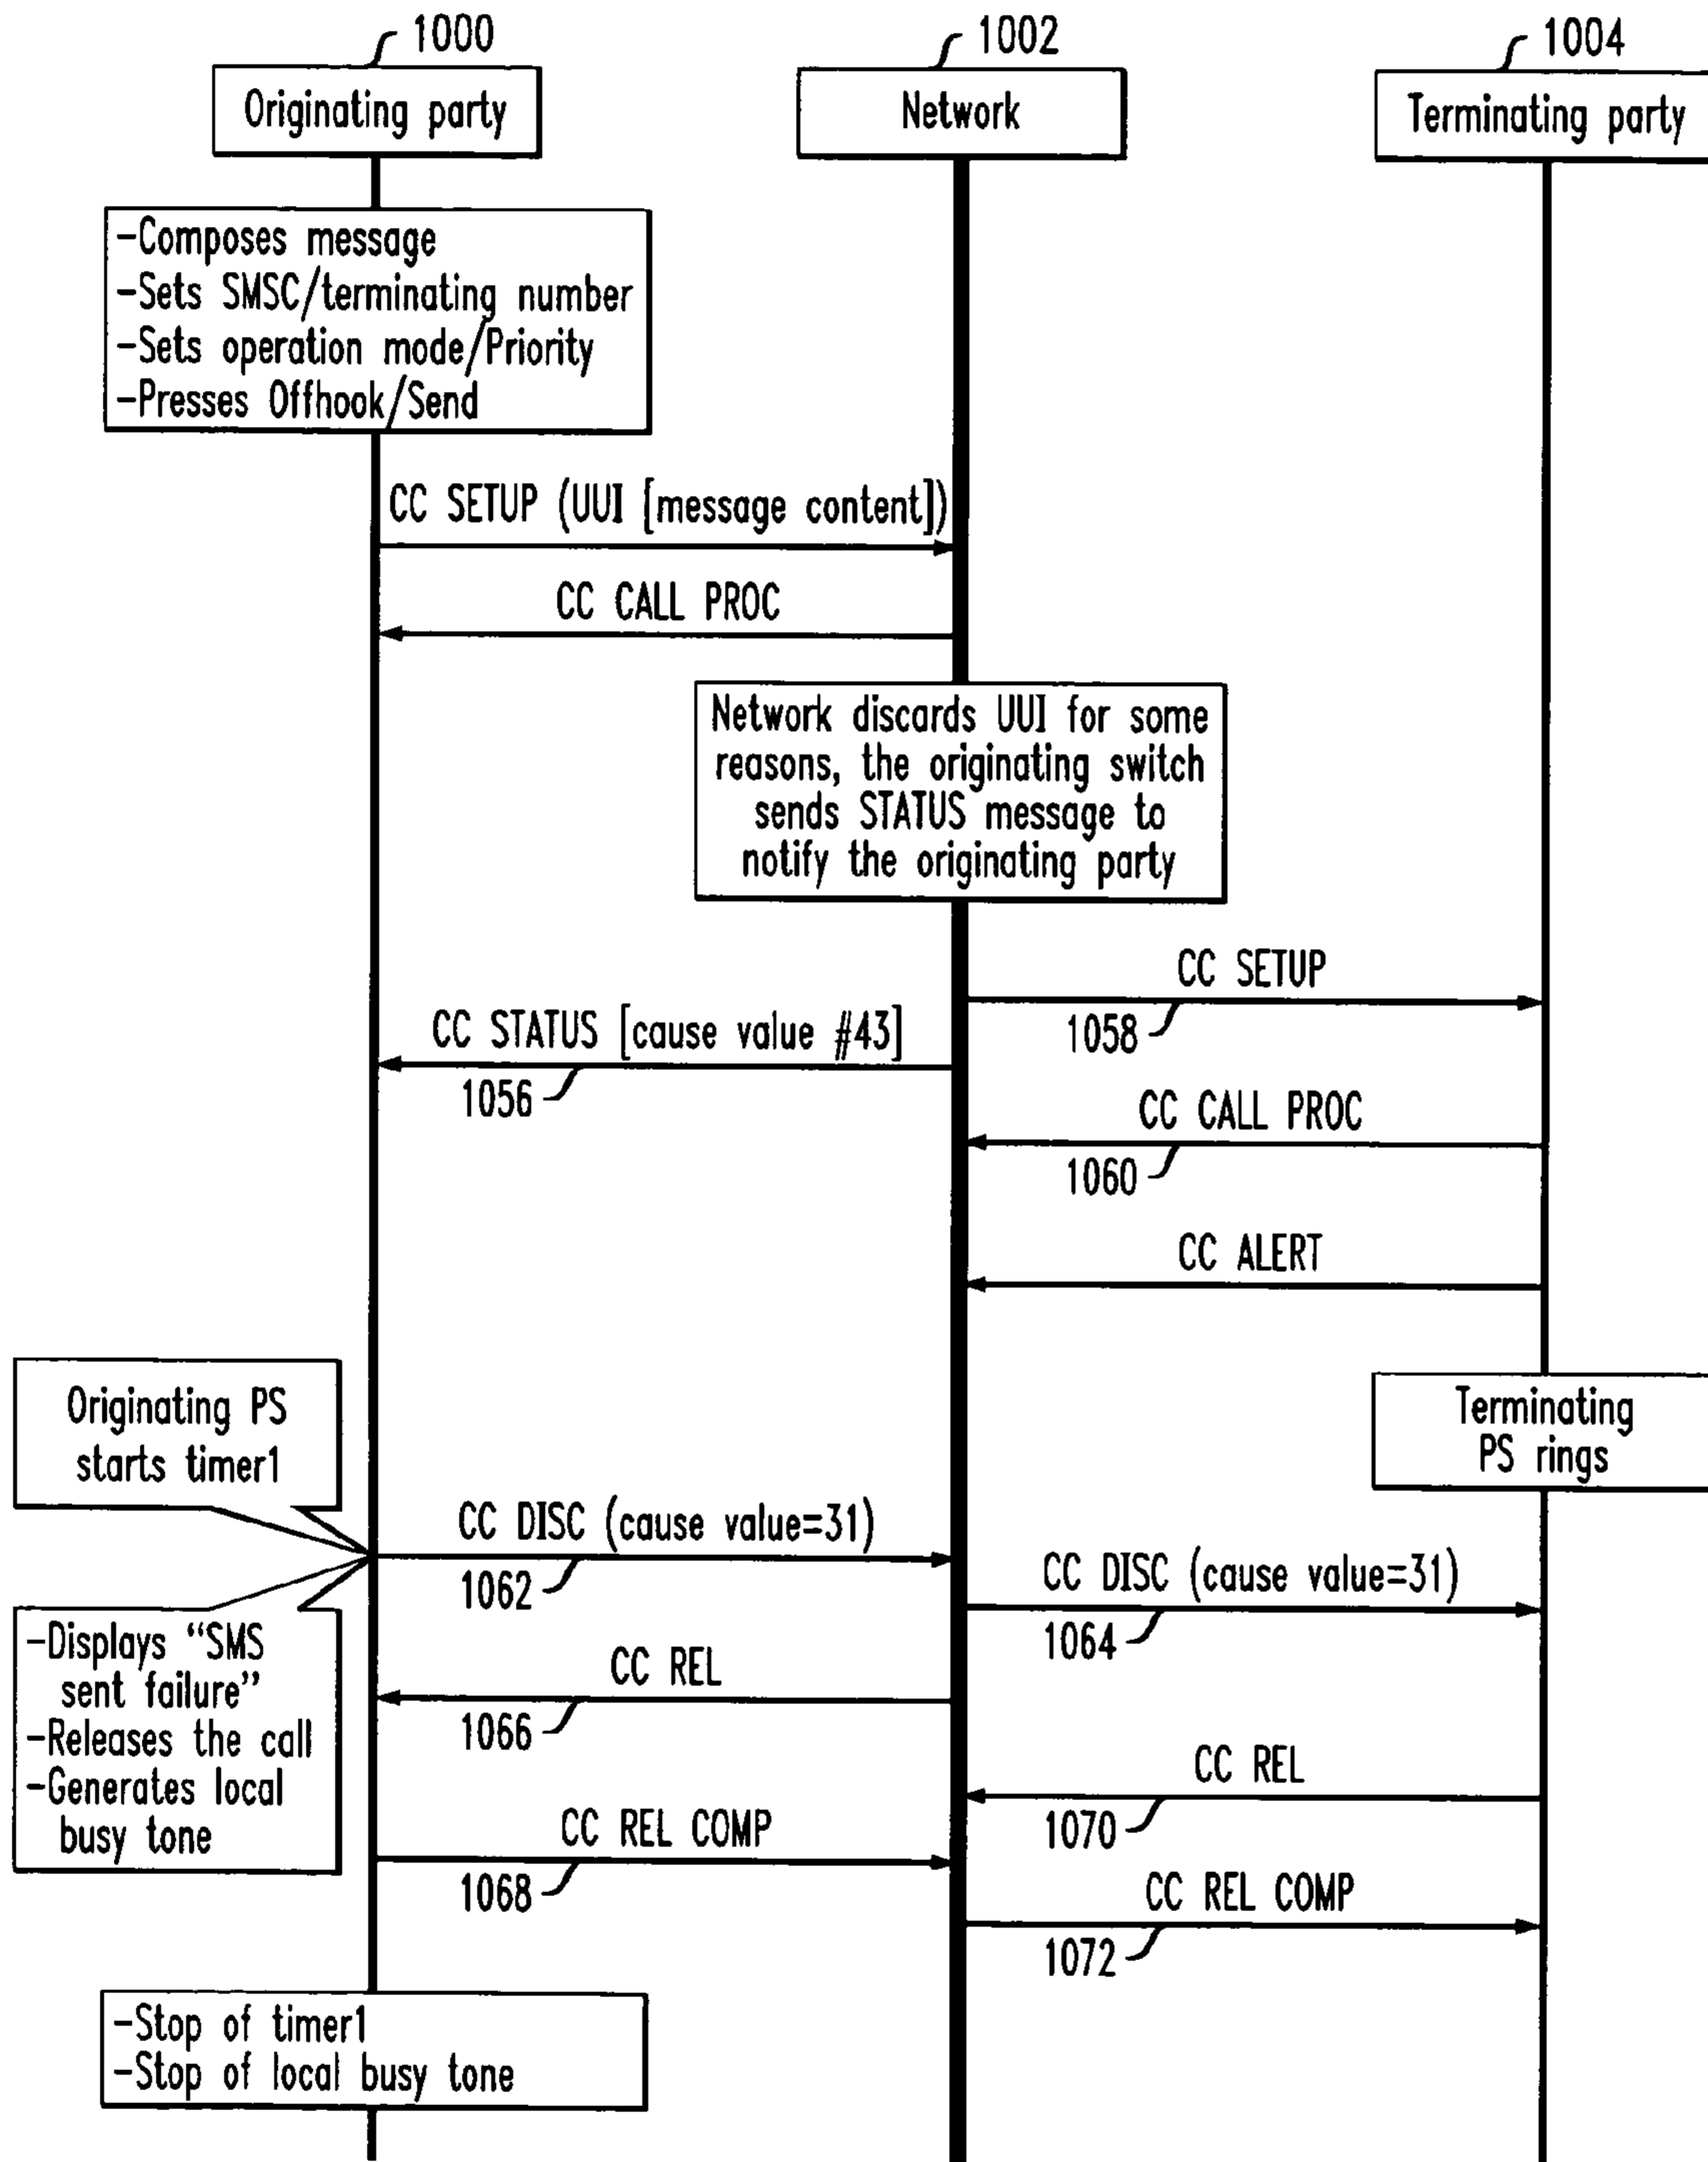 1000
1002
1004
Originating party
Network
Terminating party
-Composes message
-Sets SMSC/terminating number
-Sets operation mode/Priority
-Presses Offhook/Send
CC SETUP (UUI [message content])
CC CALL PROC
Network discards UUI for some
reasons, the originating switch
sends STATUS message to
notify the originating party
CC SETUP
1058
CC STATUS [cause value #43]
1056
CC CALL PROC
1060
CC ALERT
Originating PS
starts timer1
Terminating
PS rings
CC DISC (cause value=31)
1062
CC DISC (cause value=31)
1064
-Displays “SMS
sent failure”
-Releases the call
-Generates local
busy tone
CC REL
1066
CC REL
1070
CC REL COMP
1068
CC REL COMP
1072
-Stop of timer1
-Stop of local busy tone